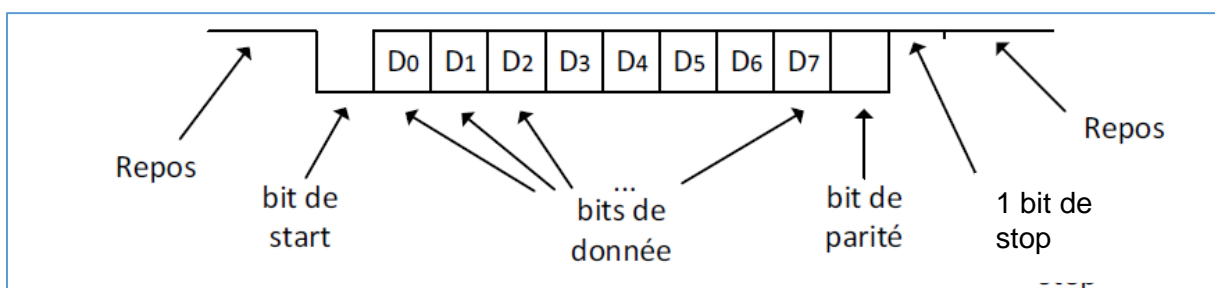 D0 D1 D2 D3 D4 D5 D6 D7
Repos
bit de
start
...
bits de
donnée
bit de
parité
1 bit de
stop
Repos